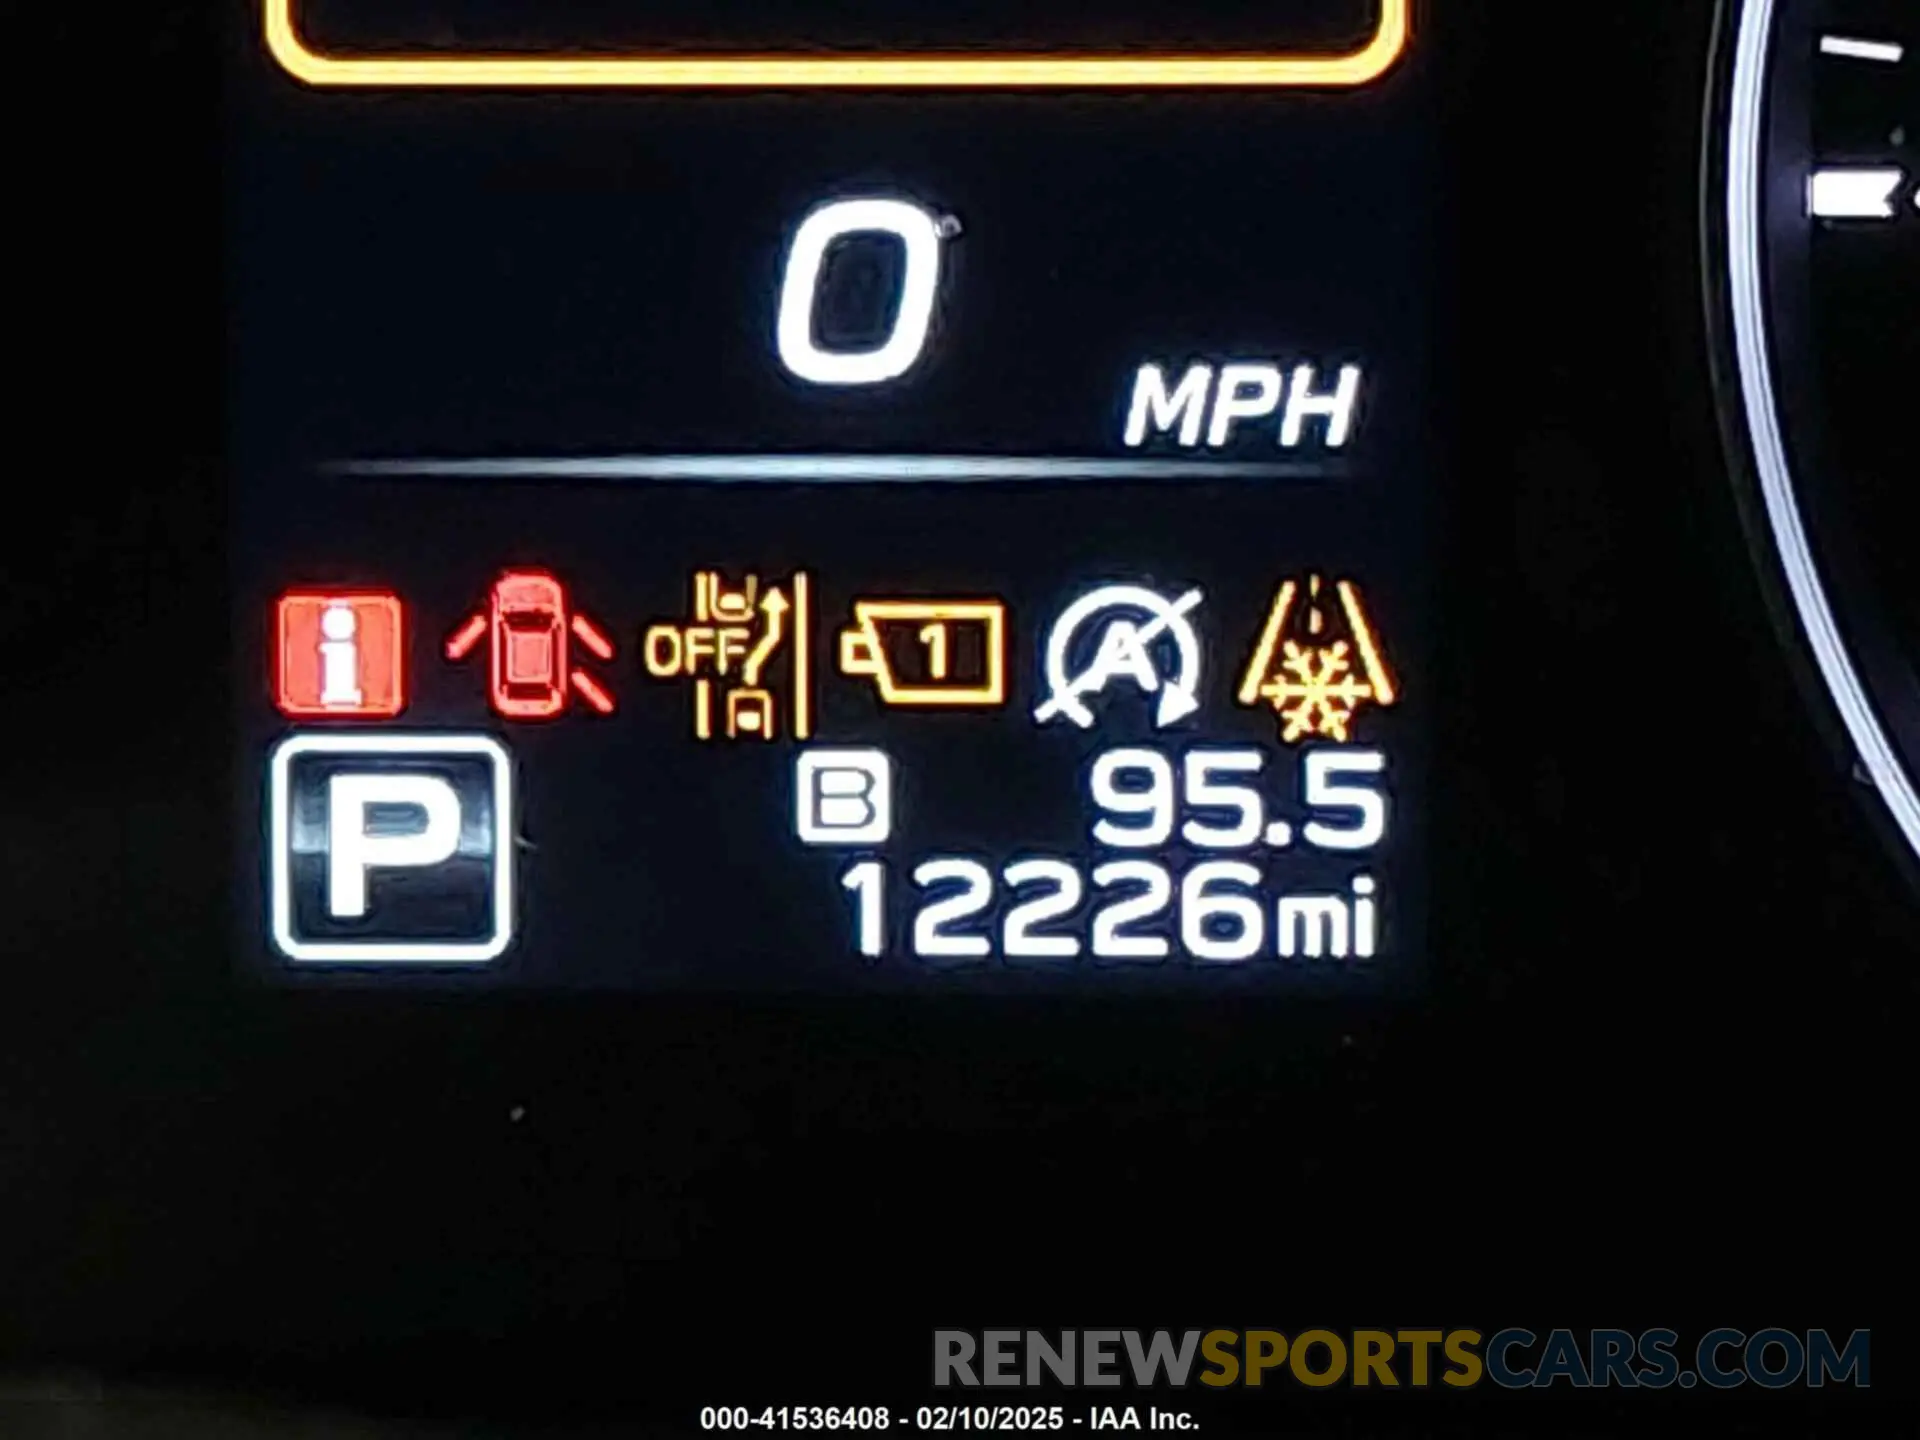 0
MPH
i
OFF
1
A
P
B 95.5
12226mi
RENEWSPORTSCARS.COM
000-41536408 - 02/10/2025 - IAA Inc.